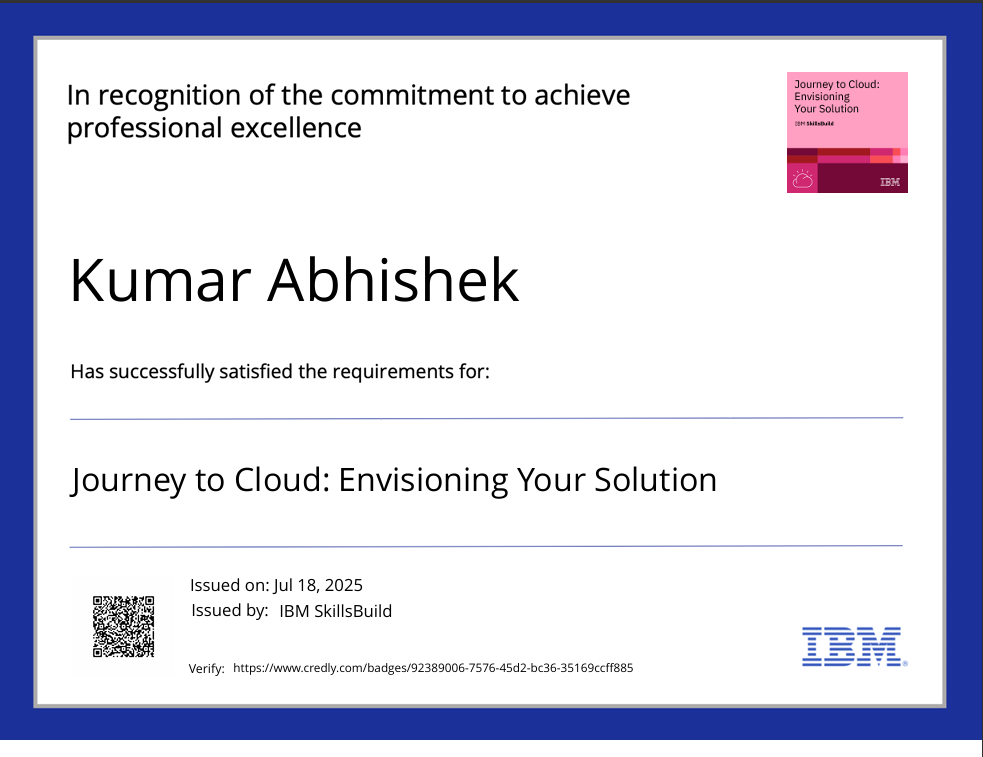 In recognition of the commitment to achieve
professional excellence
Journey to Cloud:
Envisioning
Your Solution
IBM SkillsBuild
IBM
Kumar Abhishek
Has successfully satisfied the requirements for:
Journey to Cloud: Envisioning Your Solution
Issued on: Jul 18, 2025
Issued by: IBM SkillsBuild
Verify: https://www.credly.com/badges/92389006-7576-45d2-bc36-35169ccff885
IBM®